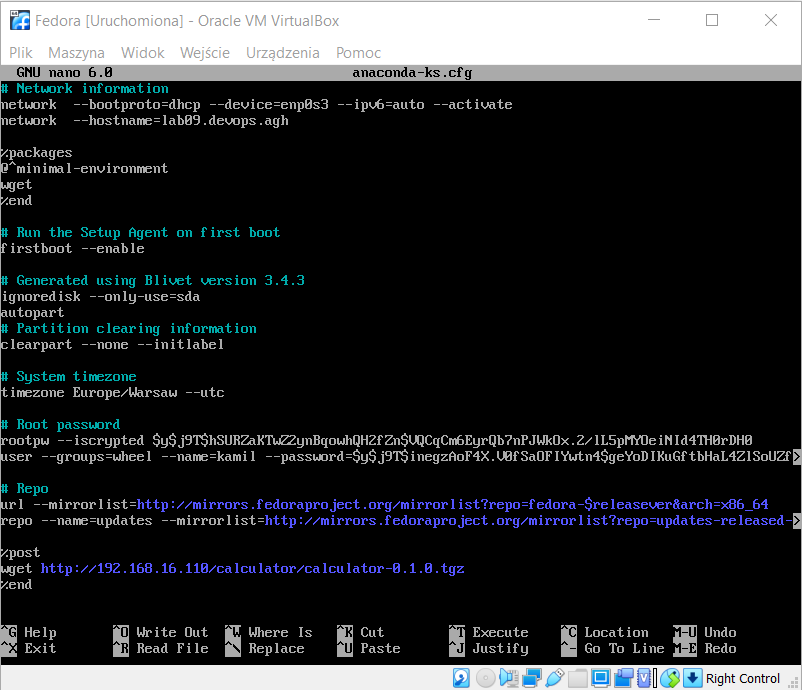 Fedora [Uruchomiona] - Oracle VM VirtualBox
Plik Maszyna Widok Wejście Urządzenia Pomoc
GNU nano 6.0 anaconda-ks.cfg
# Network information
network --bootproto=dhcp --device=enp0s3 --ipv6=auto --activate
network --hostname=lab09.devops.agh
%packages
@^minimal-environment
wget
%end
# Run the Setup Agent on first boot
firstboot --enable
# Generated using Blivet version 3.4.3
ignoredisk --only-use=sda
autopart
# Partition clearing information
clearpart --none --initlabel
# System timezone
timezone Europe/Warsaw --utc
# Root password
rootpw --iscrypted $y$j9T$hSURZaKTwZ2ynBqowhQH2fZn$VQCqCm6EyrQb7nPJWkOx.2/lL5pMYOeiNId4TH0rDH0
user --groups=wheel --name=kamil --password=$y$j9T$inegzAoF4X.V0fSaOFIYwtn4$geYoDIKuGftbHaL4ZlSoUZf>
# Repo
url --mirrorlist=http://mirrors.fedoraproject.org/mirrorlist?repo=fedora-$releasever&arch=x86_64
repo --name=updates --mirrorlist=http://mirrors.fedoraproject.org/mirrorlist?repo=updates-released->
%post
wget http://192.168.16.110/calculator/calculator-0.1.0.tgz
%end
^G Help ^O Write Out ^W Where Is ^K Cut ^T Execute ^C Location M-U Undo
^X Exit ^R Read File ^\ Replace ^U Paste ^J Justify ^_ Go To Line M-E Redo
Right Control